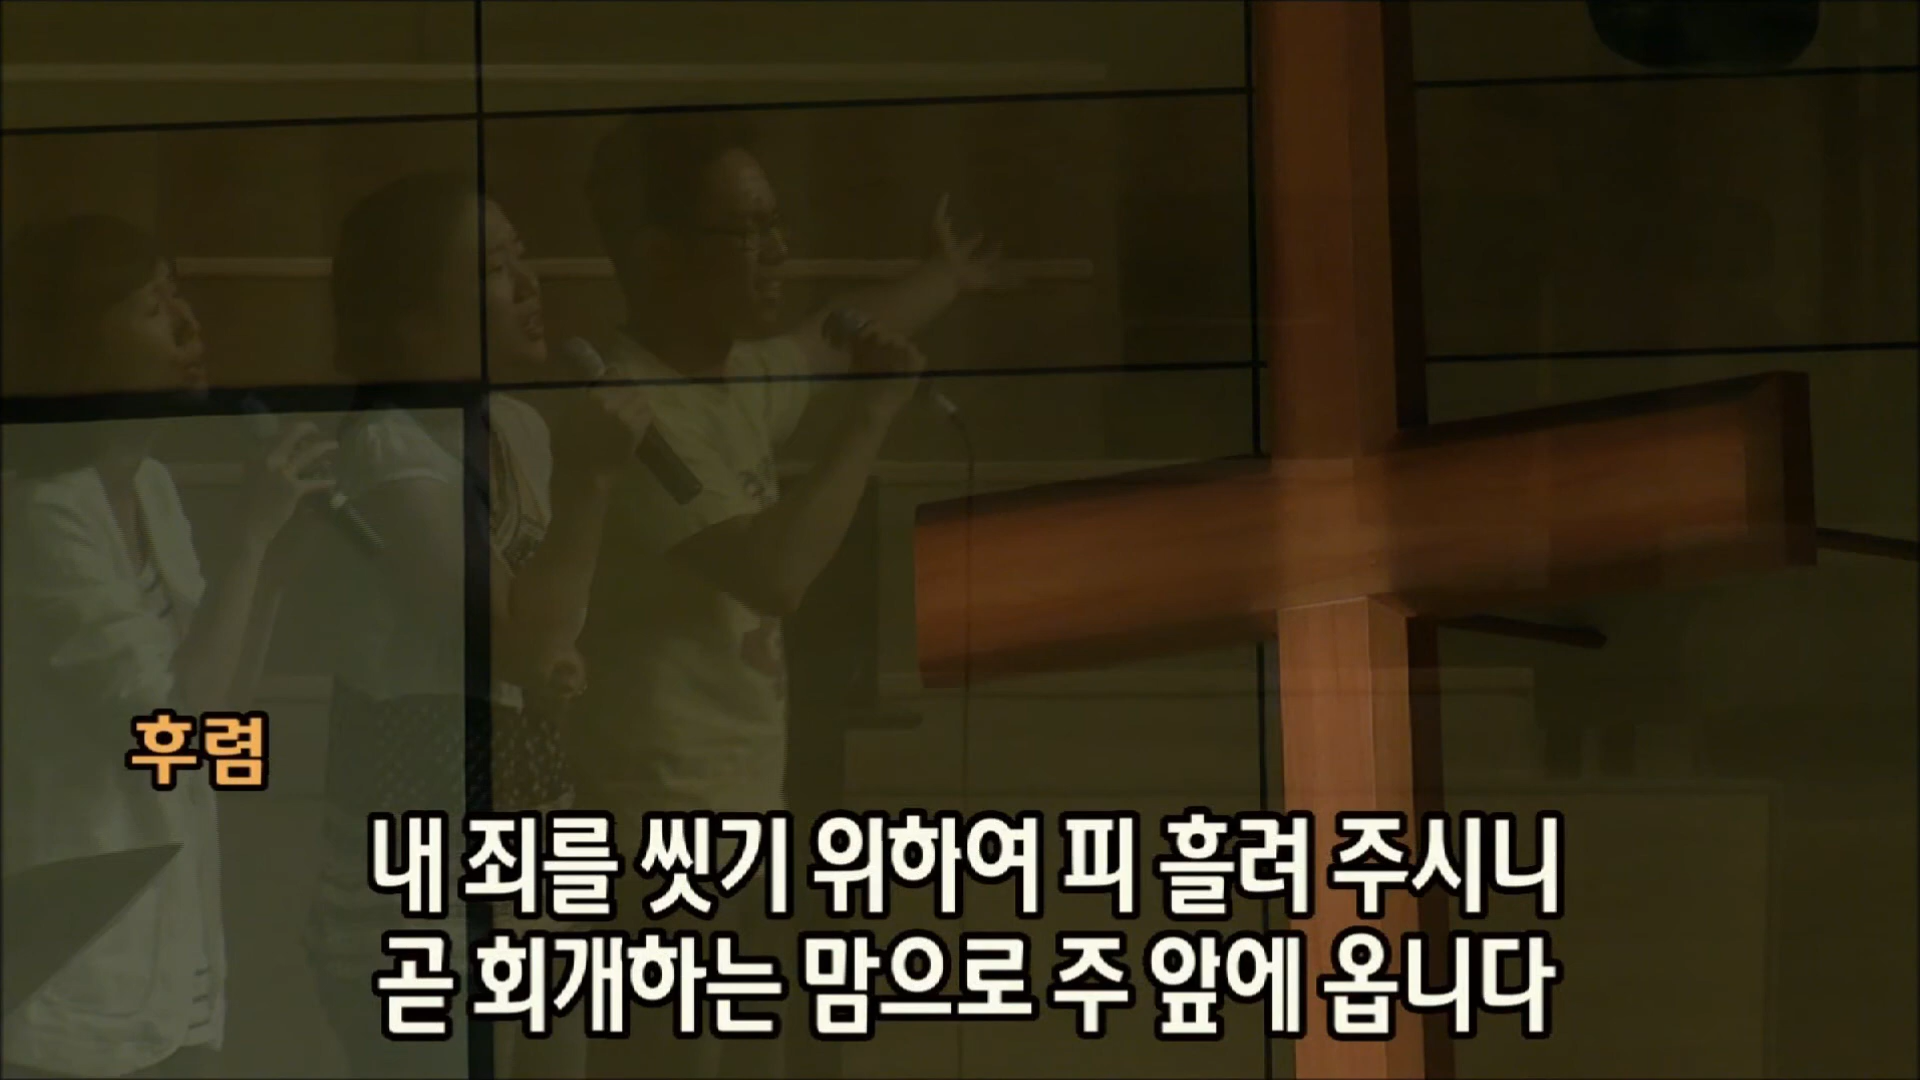 후렴
내 죄를 씻기 위하여 피 흘려 주시니
곧 회개하는 맘으로 주 앞에 옵니다